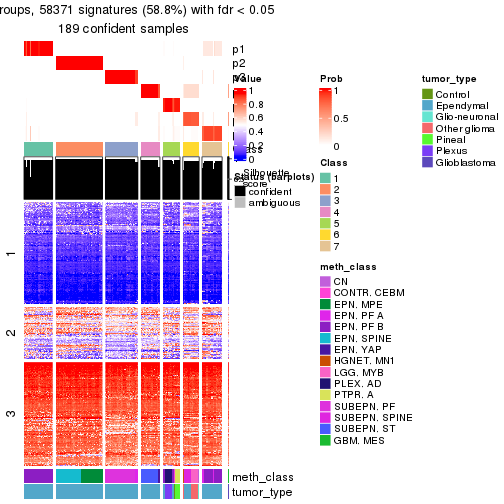 roups, 58371 signatures (58.8%) with fdr < 0.05
189 confident samples
p1
p2
p3
Value
1
0.8
0.6
0.4
0.2
0
Silhouette
score
Status (barplots)
confident
ambiguous
1
2
3
Prob
1
0.5
0
Class
1
2
3
4
5
6
7
meth_class
CN
CONTR. CEBM
EPN. MPE
EPN. PF A
EPN. PF B
EPN. SPINE
EPN. YAP
HGNET. MN1
LGG. MYB
PLEX. AD
PTPR. A
SUBEPN. PF
SUBEPN. SPINE
SUBEPN. ST
GBM. MES
tumor_type
Control
Ependymal
Glio-neuronal
Other glioma
Pineal
Plexus
Glioblastoma
meth_class
tumor_type